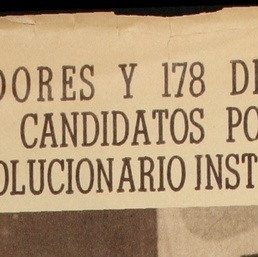 DORES Y 178 DI
CANDIDATOS PO
OLUCIONARIO INST